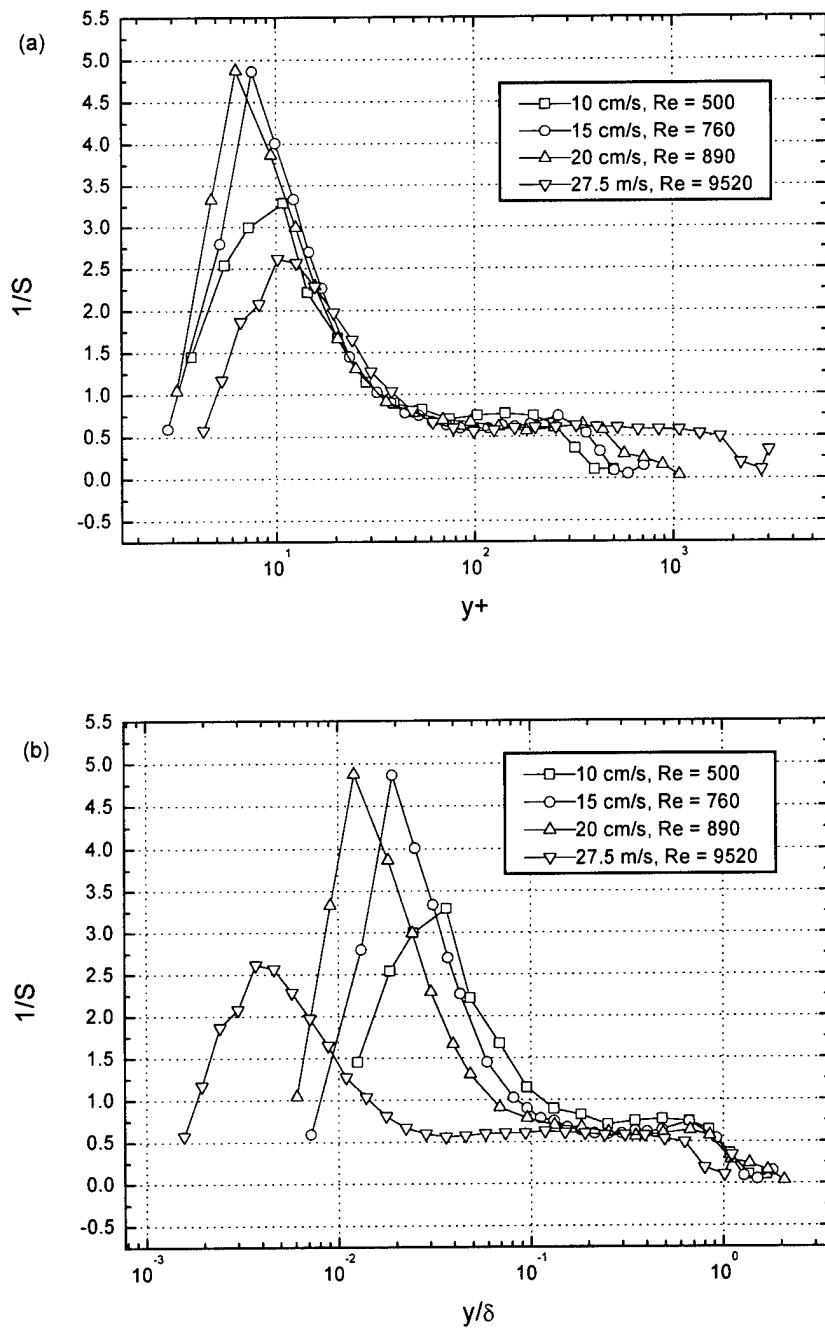 (a)
5.5
5.0
4.5
4.0
3.5
3.0
2.5
2.0
1.5
1.0
0.5
0.0
-0.5
1/S
10 cm/s, Re = 500
15 cm/s, Re = 760
20 cm/s, Re = 890
27.5 m/s, Re = 9520
10^1
10^2
10^3
y+
(b)
5.5
5.0
4.5
4.0
3.5
3.0
2.5
2.0
1.5
1.0
0.5
0.0
-0.5
1/S
10 cm/s, Re = 500
15 cm/s, Re = 760
20 cm/s, Re = 890
27.5 m/s, Re = 9520
10^-3
10^-2
10^-1
10^0
y/δ